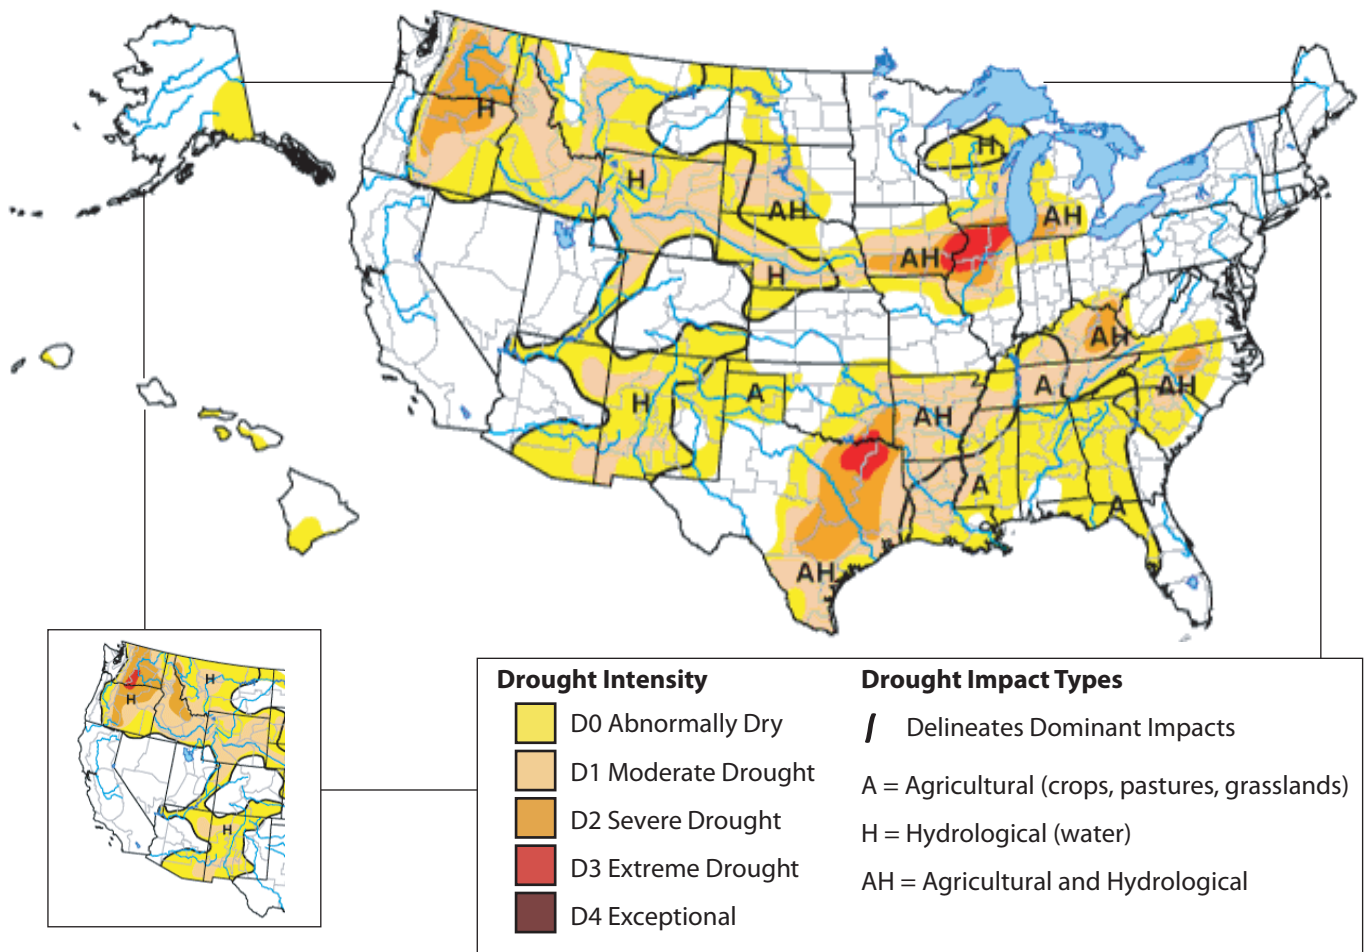 H
H
H
AH
AH
AH
H
AH
H
AH
A
H
A
AH
AH
A
A
AH
H
H
H
Drought Intensity
D0 Abnormally Dry
D1 Moderate Drought
D2 Severe Drought
D3 Extreme Drought
D4 Exceptional
Drought Impact Types
Delineates Dominant Impacts
A = Agricultural (crops, pastures, grasslands)
H = Hydrological (water)
AH = Agricultural and Hydrological